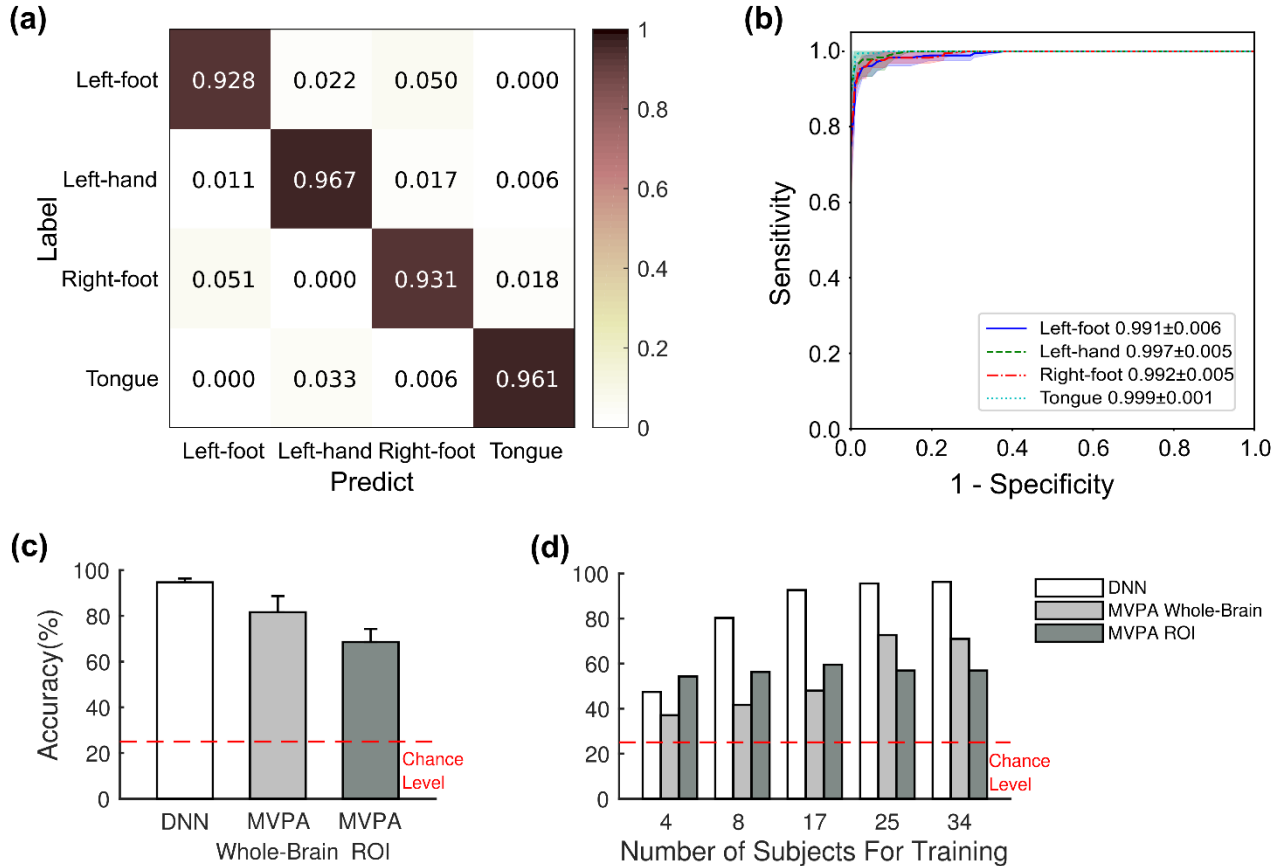 (a)
Label
Left-foot
Left-hand
Right-foot
Tongue
0.928 0.022 0.050 0.000
0.011 0.967 0.017 0.006
0.051 0.000 0.931 0.018
0.000 0.033 0.006 0.961
Left-foot Left-hand Right-foot Tongue
Predict
1
0.8
0.6
0.4
0.2
0
(b)
Sensitivity
1.0
0.8
0.6
0.4
0.2
0.0
0.0 0.2 0.4 0.6 0.8 1.0
1 - Specificity
Left-foot 0.991±0.006
Left-hand 0.997±0.005
Right-foot 0.992±0.005
Tongue 0.999±0.001
(c)
Accuracy(%)
100
80
60
40
20
0
Chance
Level
DNN MVPA MVPA
Whole-Brain ROI
(d)
100
80
60
40
20
0
Chance
Level
4 8 17 25 34
Number of Subjects For Training
DNN
MVPA Whole-Brain
MVPA ROI